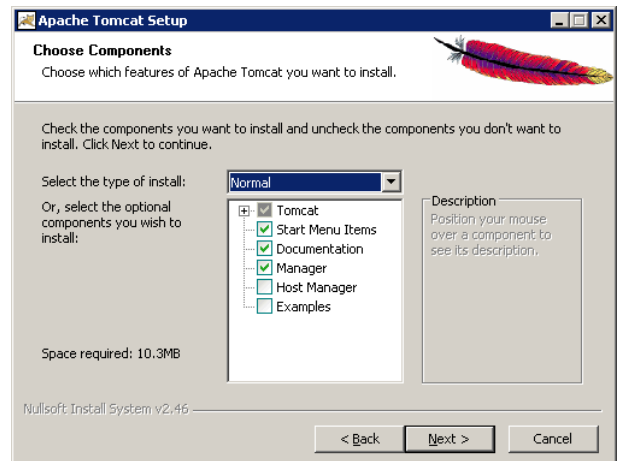 Apache Tomcat Setup
Choose Components
Choose which features of Apache Tomcat you want to install.
Check the components you want to install and uncheck the components you don't want to
install. Click Next to continue.
Select the type of install:
Normal
Or, select the optional
components you wish to
install:
Tomcat
Start Menu Items
Documentation
Manager
Host Manager
Examples
Description
Position your mouse
over a component to
see its description.
Space required: 10.3MB
Nullsoft Install System v2.46
< Back
Next >
Cancel